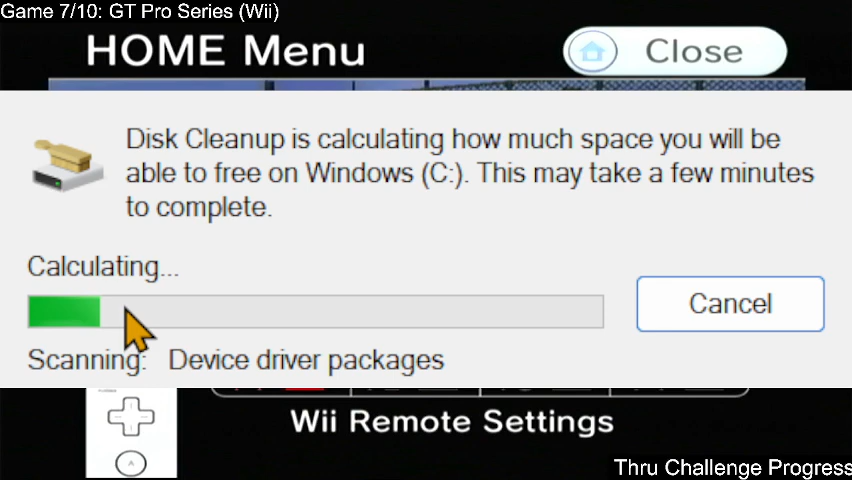 Game 7/10: GT Pro Series (Wii)
HOME Menu
Close
Disk Cleanup is calculating how much space you will be
able to free on Windows (C:). This may take a few minutes
to complete.
Calculating...
Cancel
Scanning: Device driver packages
Wii Remote Settings
Thru Challenge Progress